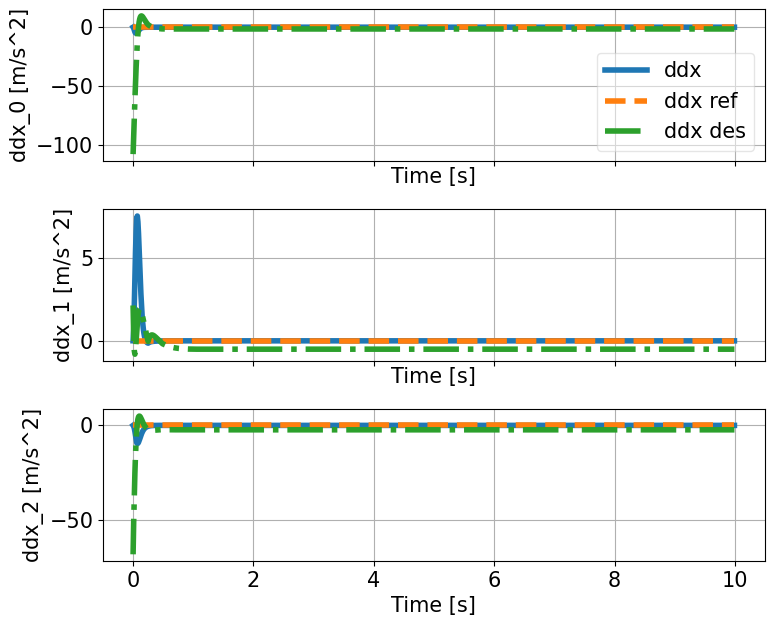 ddx_0 [m/s^2]
0
−50
−100
ddx
ddx ref
ddx des
Time [s]
ddx_1 [m/s^2]
5
0
Time [s]
ddx_2 [m/s^2]
0
−50
0 2 4 6 8 10
Time [s]